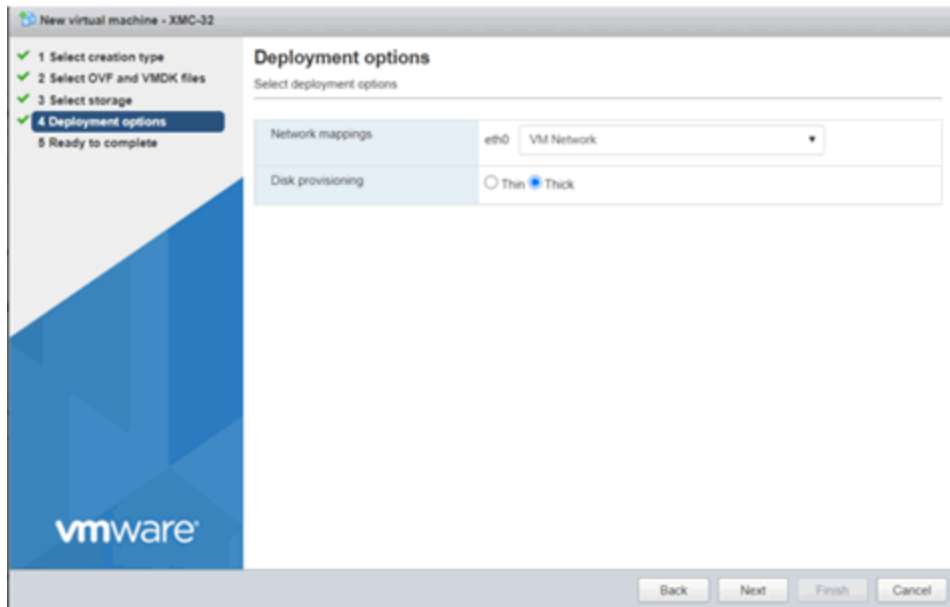 New virtual machine - XMC-32
1 Select creation type
2 Select OVF and VMDK files
3 Select storage
4 Deployment options
5 Ready to complete
Deployment options
Select deployment options
Network mappings
eth0 VM Network
Disk provisioning
Thin Thick
vmware
Back Next Finish Cancel